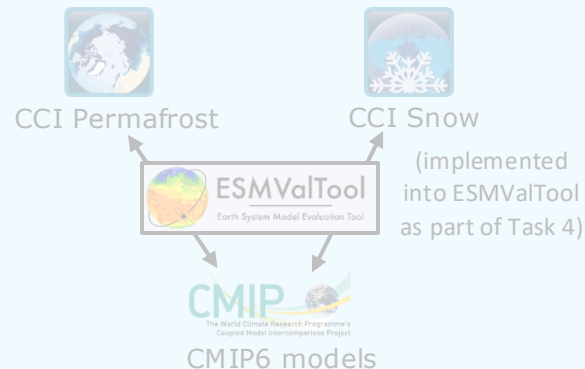 CCI Permafrost
CCI Snow
(implemented
into ESMValTool
as part of Task 4)
ESMValTool
Earth System Model Evaluation Tool
CMIP
The World Climate Research Programme's
Coupled Model Intercomparison Project
CMIP6 models